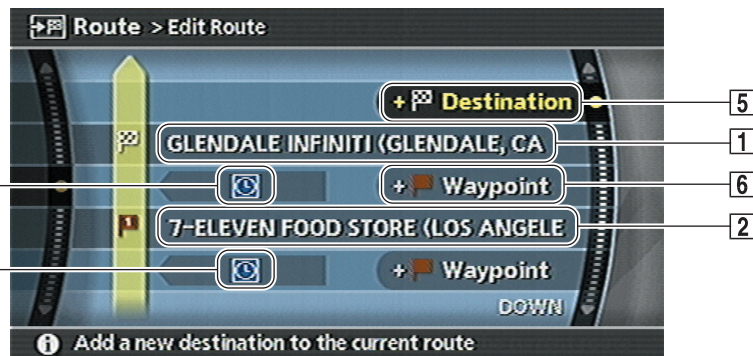 Route > Edit Route
+ Destination
5
GLENDALE INFINITI (GLENDALE, CA
1
+ Waypoint
6
1
7-ELEVEN FOOD STORE (LOS ANGELE
2
+ Waypoint
DOWN
i Add a new destination to the current route